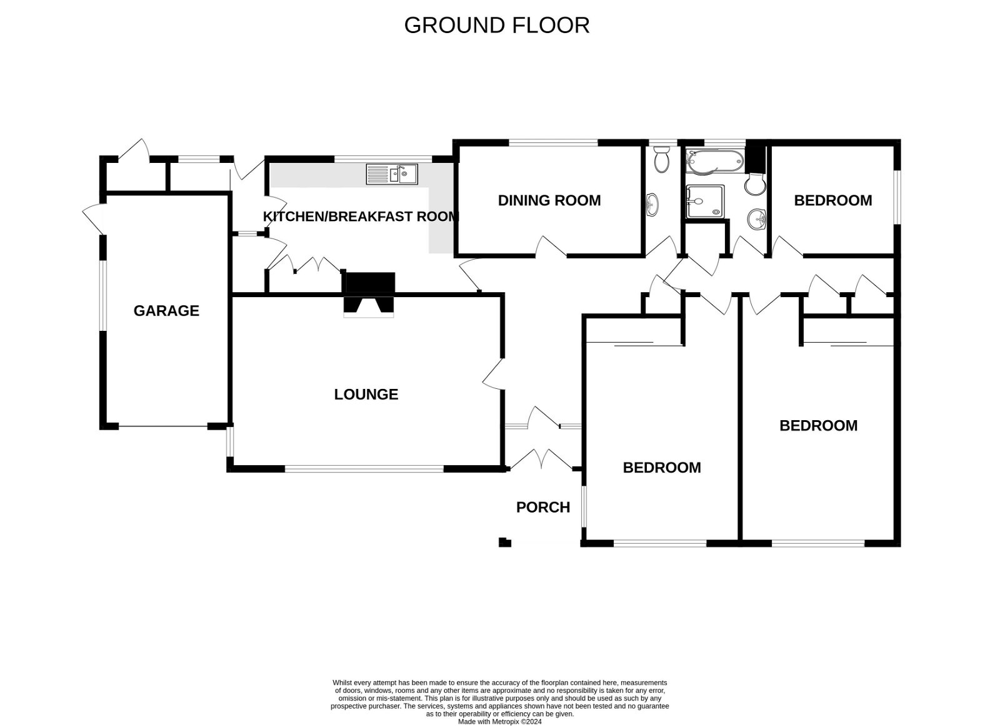 GROUND FLOOR
DINING ROOM
BEDROOM
KITCHEN/BREAKFAST ROOM
GARAGE
LOUNGE
BEDROOM
BEDROOM
PORCH
Whilst every attempt has been made to ensure the accuracy of the floorplan contained here, measurements
of doors, windows, rooms and any other items are approximate and no responsibility is taken for any error,
omission or mis-statement. This plan is for illustrative purposes only and should be used as such by any
prospective purchaser. The services, systems and appliances shown have not been tested and no guarantee
as to their operability or efficiency can be given.
Made with Metropix ©2024